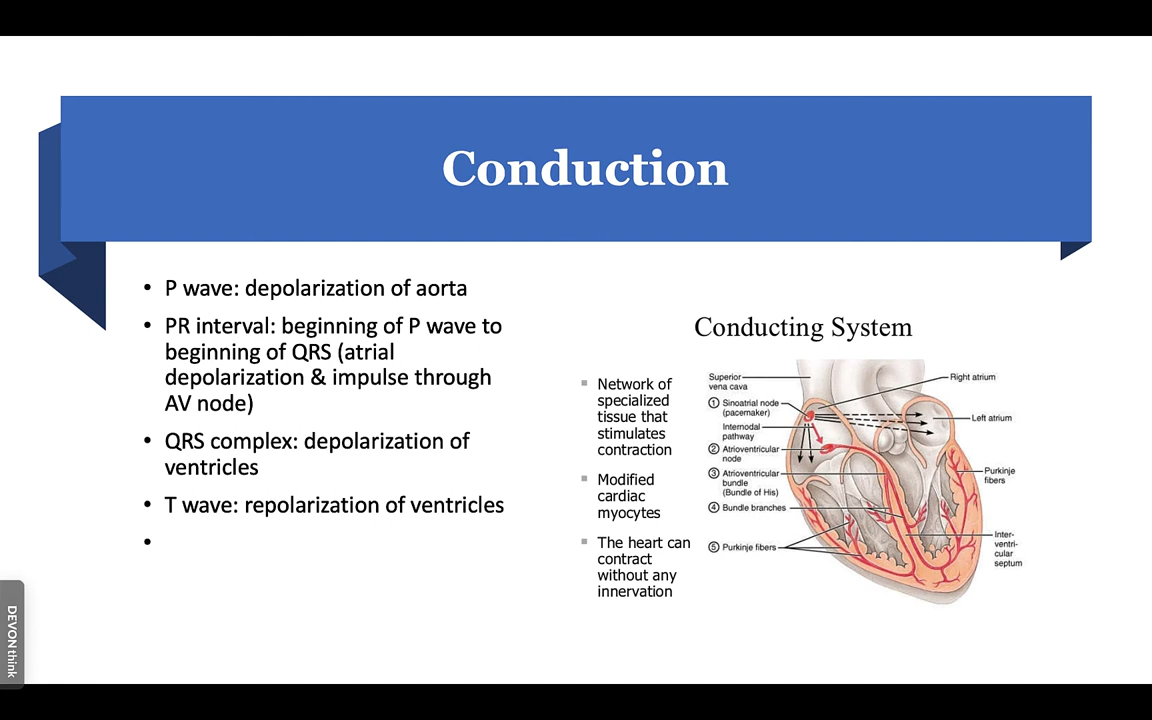 Conduction
• P wave: depolarization of aorta
• PR interval: beginning of P wave to
beginning of QRS (atrial
depolarization & impulse through
AV node)
• QRS complex: depolarization of
ventricles
• T wave: repolarization of ventricles
•
Conducting System
▪ Network of
specialized
tissue that
stimulates
contraction
▪ Modified
cardiac
myocytes
▪ The heart can
contract
without any
innervation
Superior
vena cava
① Sinoatrial node
(pacemaker)
Internodal
pathway
② Atrioventricular
node
③ Atrioventricular
bundle
(Bundle of His)
④ Bundle branches
⑤ Purkinje fibers
Right atrium
Left atrium
Purkinje
fibers
Inter-
ventri-
cular
septum
DEVONthink